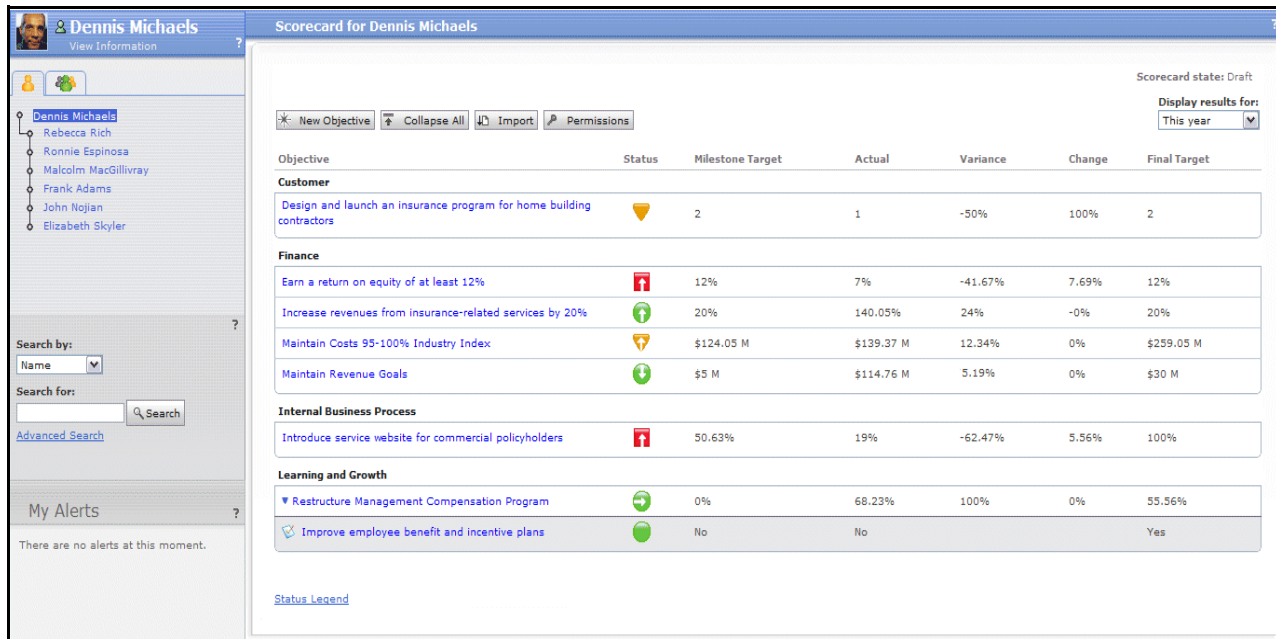 Dennis Michaels
View Information
?
Scorecard for Dennis Michaels
?
Dennis Michaels
Rebecca Rich
Ronnie Espinosa
Malcolm MacGillivray
Frank Adams
John Nojian
Elizabeth Skyler
?
Search by:
Name
Search for:
Search
Advanced Search
My Alerts ?
There are no alerts at this moment.
Scorecard state: Draft
Display results for:
This year
New Objective Collapse All Import Permissions
Objective Status Milestone Target Actual Variance Change Final Target
Customer
Design and launch an insurance program for home building
contractors 2 1 -50% 100% 2
Finance
Earn a return on equity of at least 12% 12% 7% -41.67% 7.69% 12%
Increase revenues from insurance-related services by 20% 20% 140.05% 24% -0% 20%
Maintain Costs 95-100% Industry Index $124.05 M $139.37 M 12.34% 0% $259.05 M
Maintain Revenue Goals $5 M $114.76 M 5.19% 0% $30 M
Internal Business Process
Introduce service website for commercial policyholders 50.63% 19% -62.47% 5.56% 100%
Learning and Growth
Restructure Management Compensation Program 0% 68.23% 100% 0% 55.56%
Improve employee benefit and incentive plans No No Yes
Status Legend